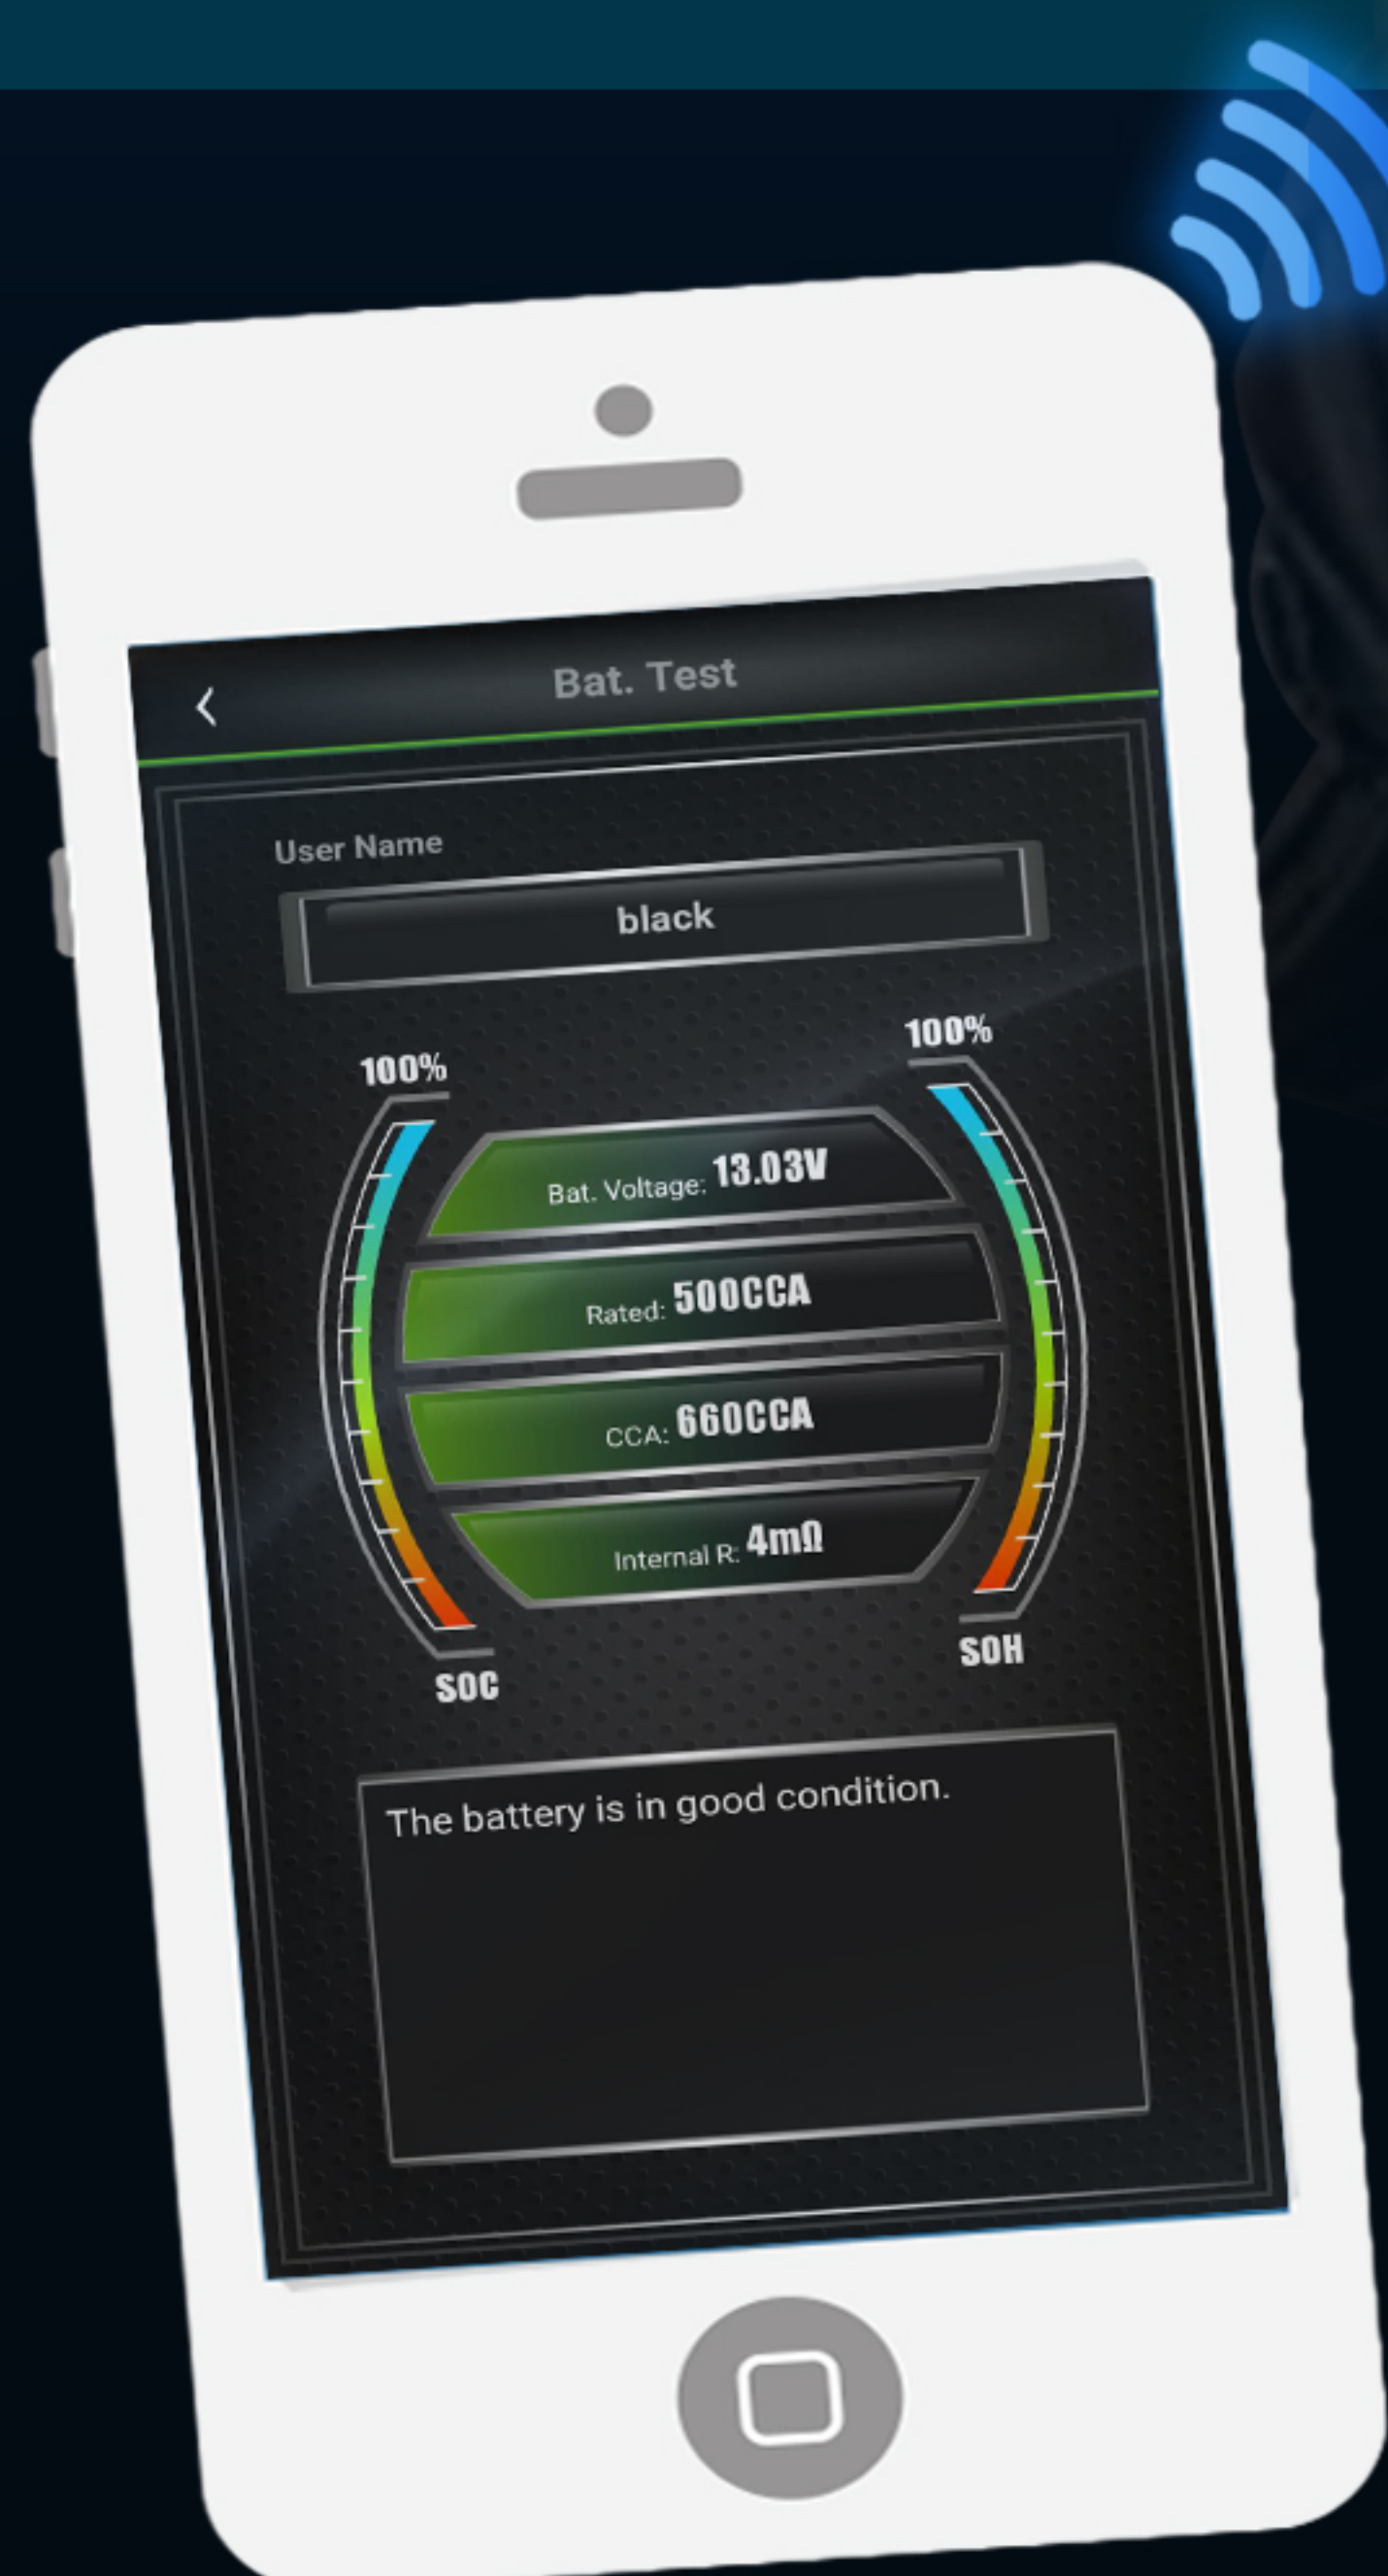 Bat. Test
User Name
black
100%
100%
Bat. Voltage: 13.03V
Rated: 500CCA
CCA: 660CCA
Internal R: 4mΩ
SOC
SOH
The battery is in good condition.